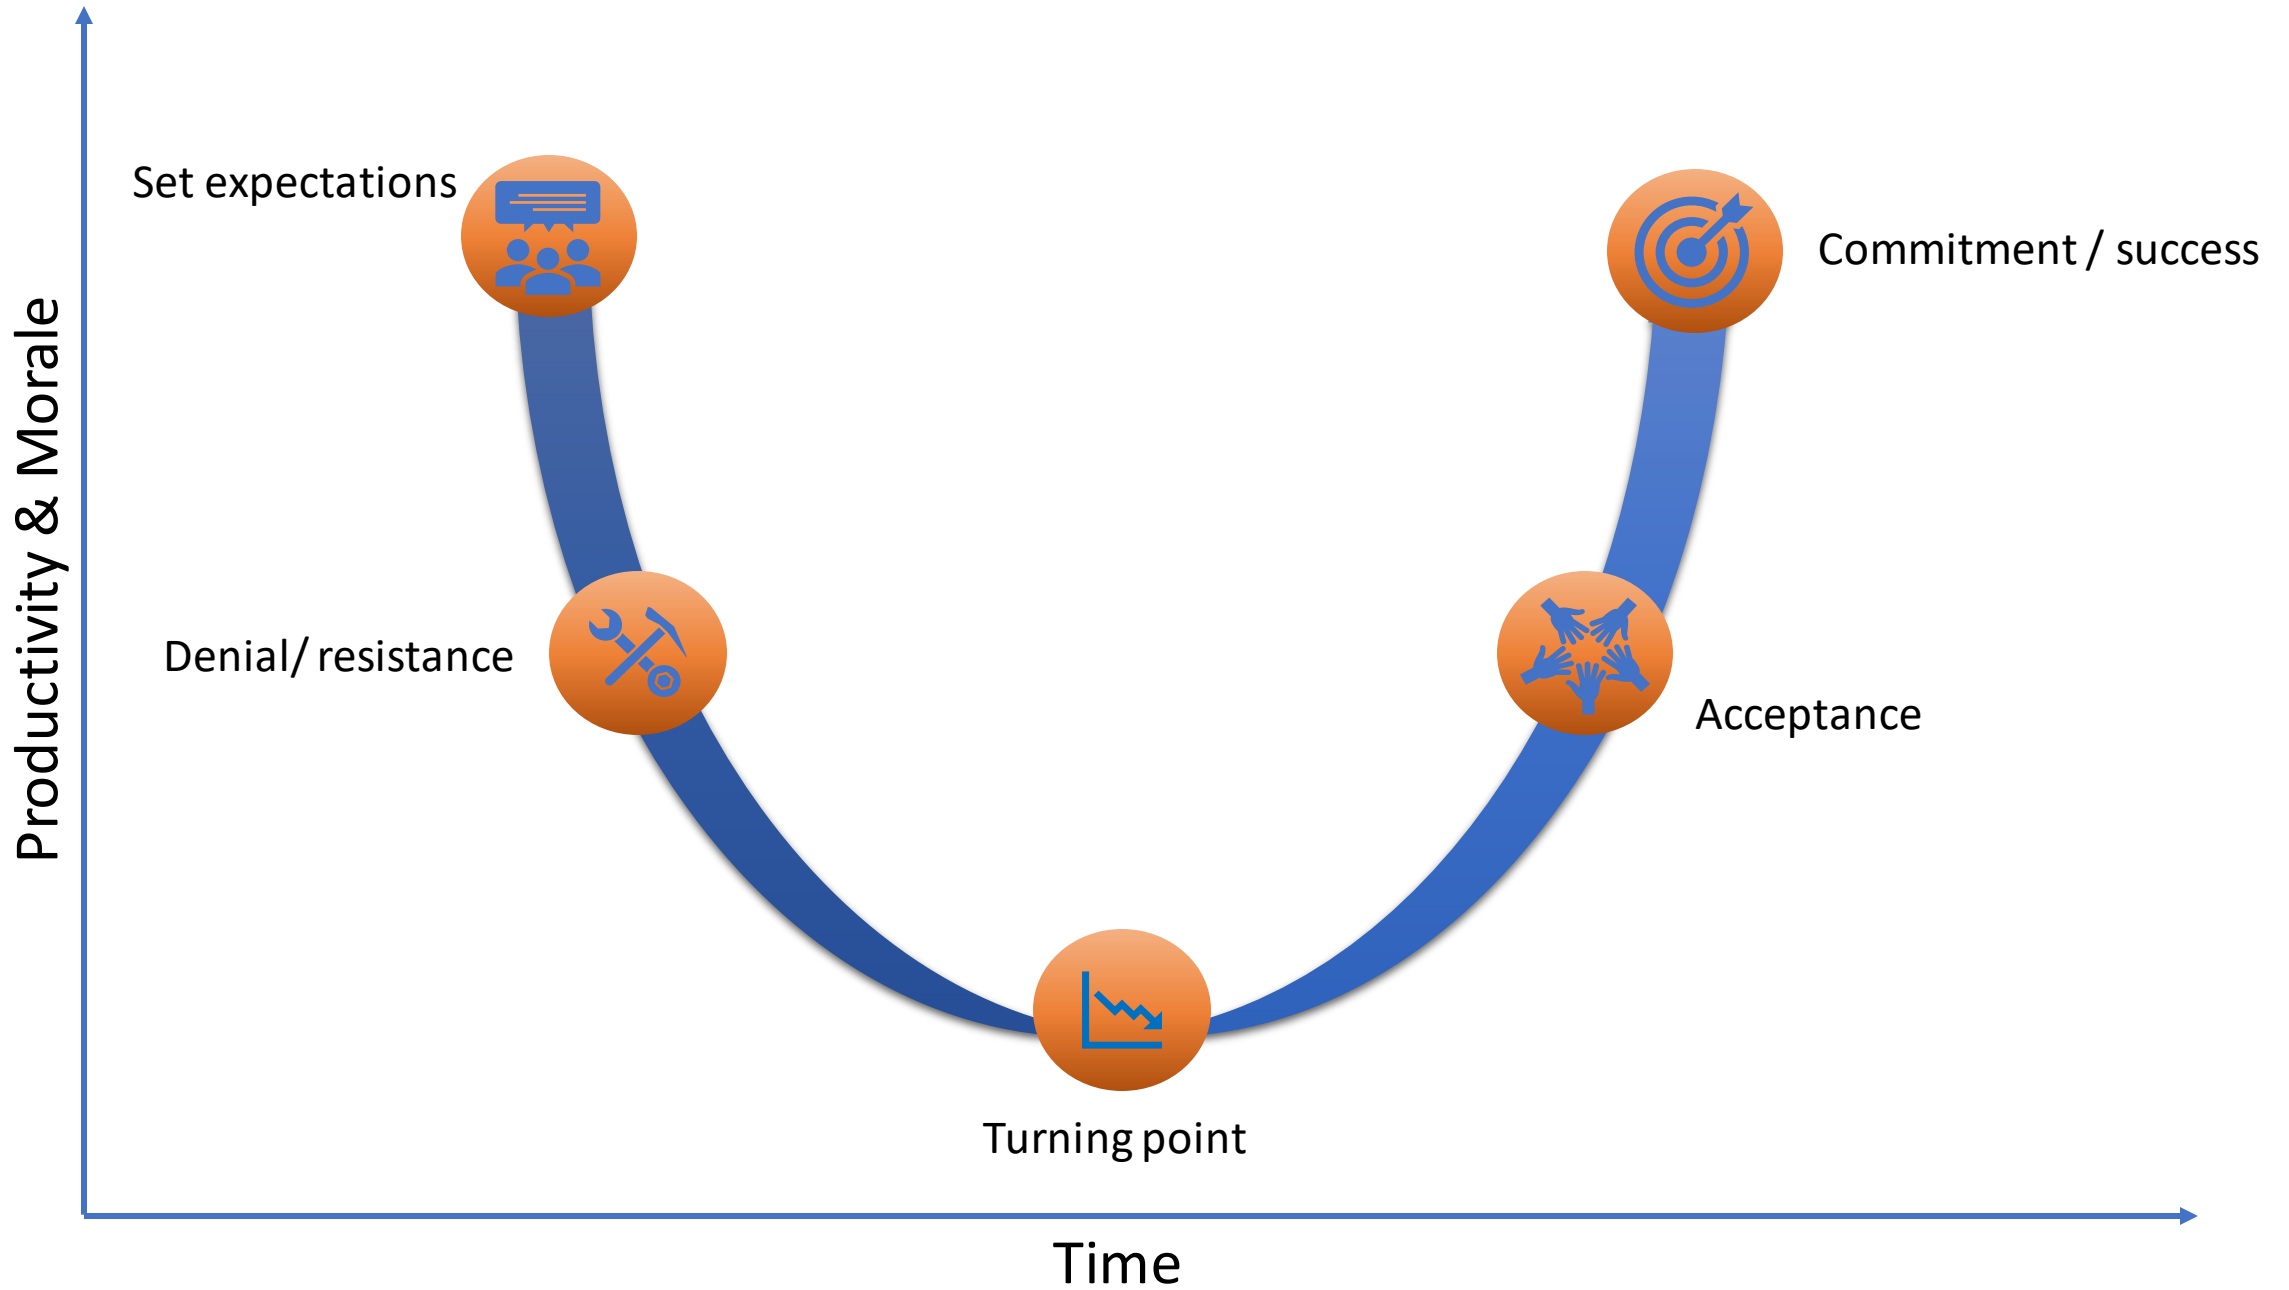 Set expectations
Commitment / success
Productivity & Morale
Denial/ resistance
Acceptance
Turning point
Time